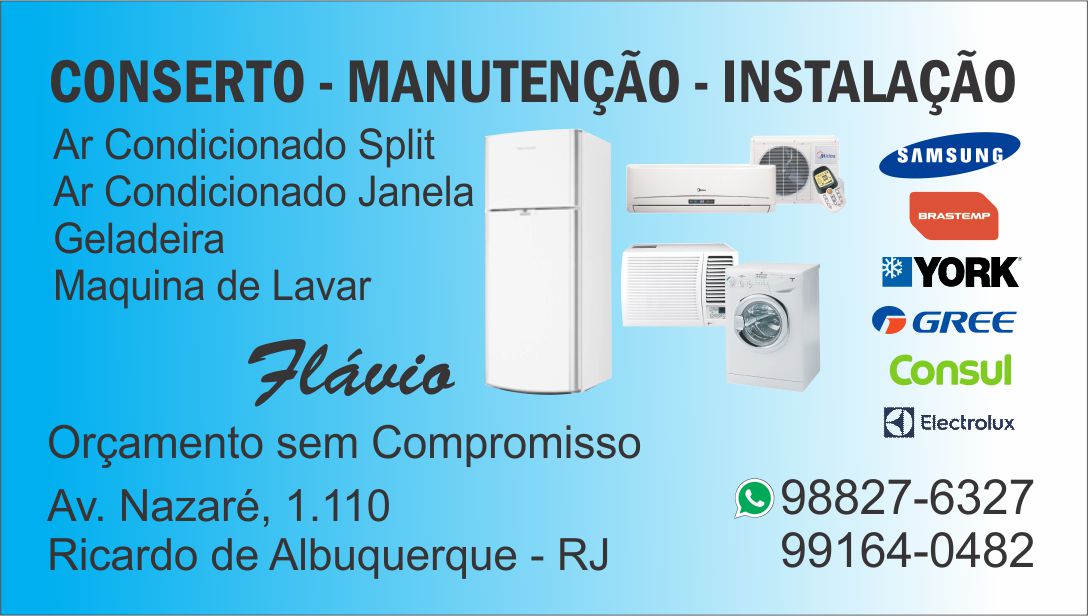 CONSERTO - MANUTENÇÃO - INSTALAÇÃO
Ar Condicionado Split
Ar Condicionado Janela
Geladeira
Maquina de Lavar
Midea
SAMSUNG
BRASTEMP
YORK®
GREE
Consul
Electrolux
Flávio
Orçamento sem Compromisso
Av. Nazaré, 1.110
Ricardo de Albuquerque - RJ
98827-6327
99164-0482